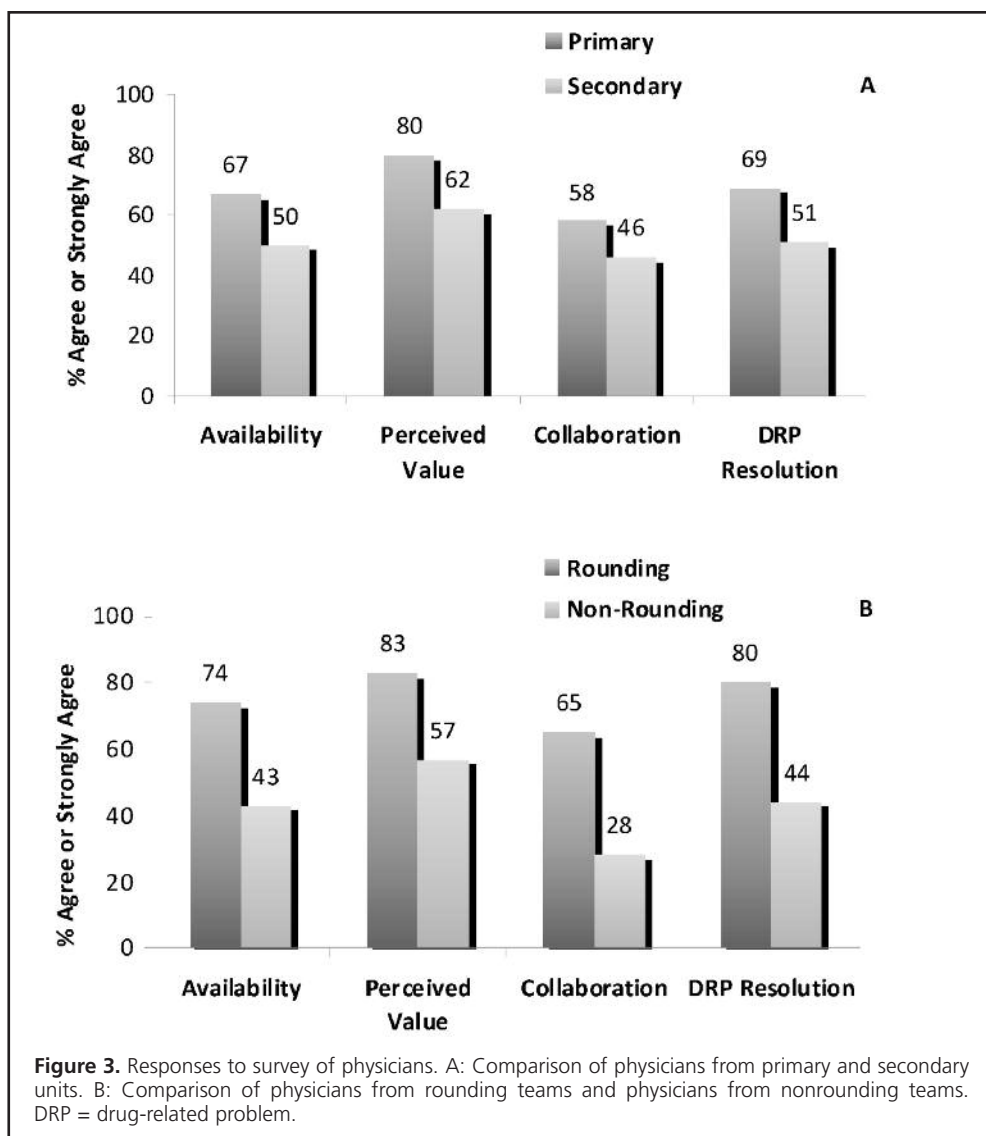 Primary
Secondary
A
% Agree or Strongly Agree
100
80
60
40
20
0
67
50
80
62
58
46
69
51
Availability
Perceived
Value
Collaboration
DRP
Resolution
Rounding
Non-Rounding
B
% Agree or Strongly Agree
100
80
60
40
20
0
74
43
83
57
65
28
80
44
Availability
Perceived
Value
Collaboration
DRP Resolution
Figure 3. Responses to survey of physicians. A: Comparison of physicians from primary and secondary
units. B: Comparison of physicians from rounding teams and physicians from nonrounding teams.
DRP = drug-related problem.